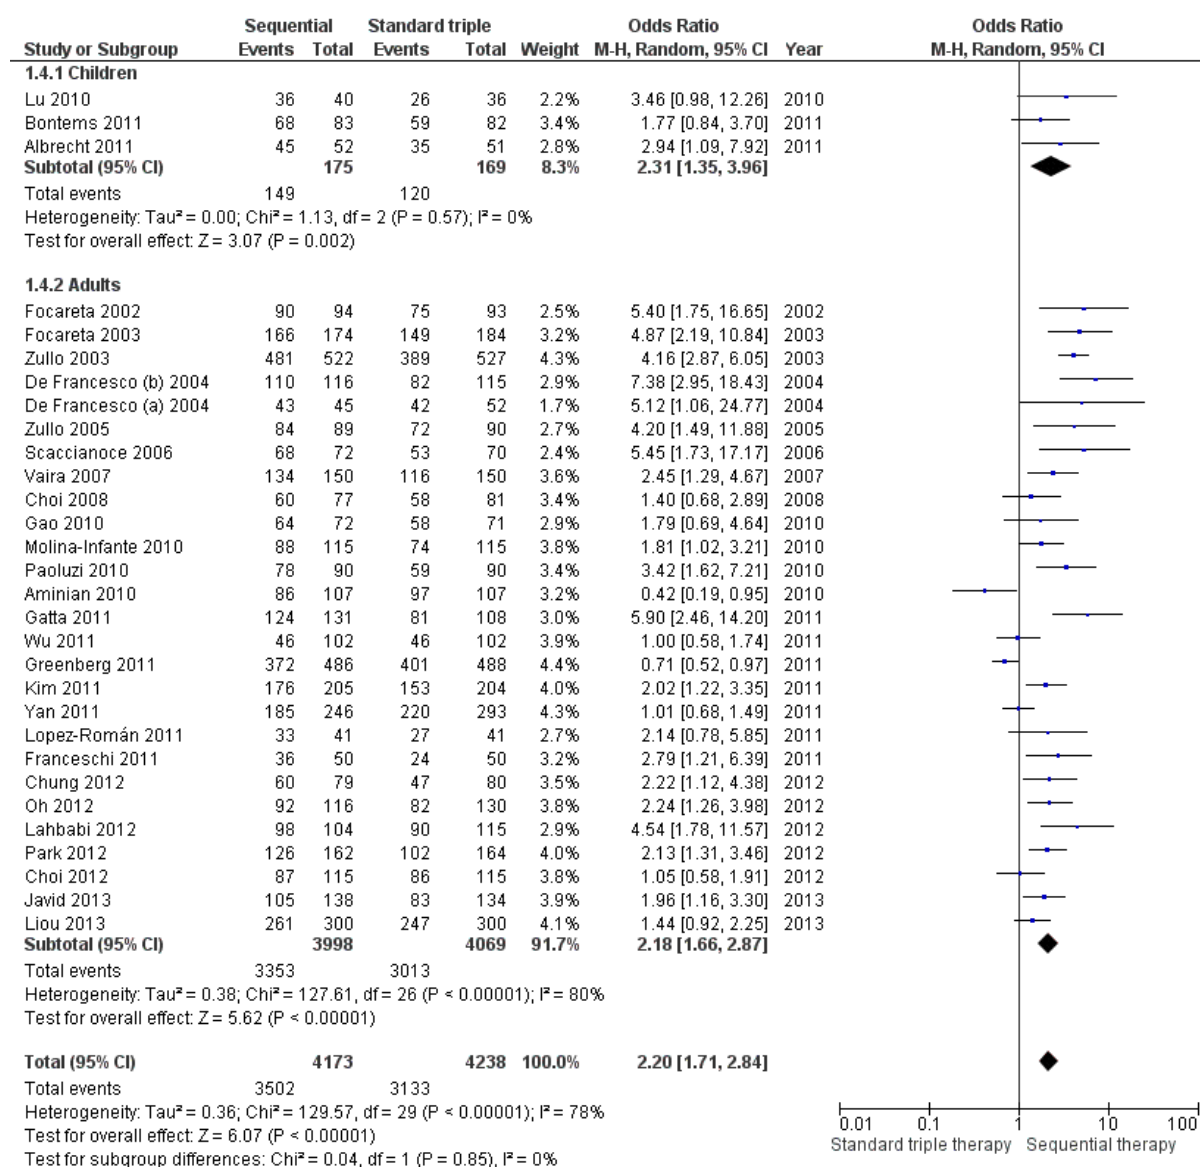 Sequential Standard triple Odds Ratio Odds Ratio
Study or Subgroup Events Total Events Total Weight M-H, Random, 95% CI Year M-H, Random, 95% CI
1.4.1 Children
Lu 2010 36 40 26 36 2.2% 3.46 [0.98, 12.26] 2010
Bontems 2011 68 83 59 82 3.4% 1.77 [0.84, 3.70] 2011
Albrecht 2011 45 52 35 51 2.8% 2.94 [1.09, 7.92] 2011
Subtotal (95% CI) 175 169 8.3% 2.31 [1.35, 3.96]
Total events 149 120
Heterogeneity: Tau² = 0.00; Chi² = 1.13, df = 2 (P = 0.57); I² = 0%
Test for overall effect: Z = 3.07 (P = 0.002)
1.4.2 Adults
Focareta 2002 90 94 75 93 2.5% 5.40 [1.75, 16.65] 2002
Focareta 2003 166 174 149 184 3.2% 4.87 [2.19, 10.84] 2003
Zullo 2003 481 522 389 527 4.3% 4.16 [2.87, 6.05] 2003
De Francesco (b) 2004 110 116 82 115 2.9% 7.38 [2.95, 18.43] 2004
De Francesco (a) 2004 43 45 42 52 1.7% 5.12 [1.06, 24.77] 2004
Zullo 2005 84 89 72 90 2.7% 4.20 [1.49, 11.88] 2005
Scaccianoce 2006 68 72 53 70 2.4% 5.45 [1.73, 17.17] 2006
Vaira 2007 134 150 116 150 3.6% 2.45 [1.29, 4.67] 2007
Choi 2008 60 77 58 81 3.4% 1.40 [0.68, 2.89] 2008
Gao 2010 64 72 58 71 2.9% 1.79 [0.69, 4.64] 2010
Molina-Infante 2010 88 115 74 115 3.8% 1.81 [1.02, 3.21] 2010
Paoluzi 2010 78 90 59 90 3.4% 3.42 [1.62, 7.21] 2010
Aminian 2010 86 107 97 107 3.2% 0.42 [0.19, 0.95] 2010
Gatta 2011 124 131 81 108 3.0% 5.90 [2.46, 14.20] 2011
Wu 2011 46 102 46 102 3.9% 1.00 [0.58, 1.74] 2011
Greenberg 2011 372 486 401 488 4.4% 0.71 [0.52, 0.97] 2011
Kim 2011 176 205 153 204 4.0% 2.02 [1.22, 3.35] 2011
Yan 2011 185 246 220 293 4.3% 1.01 [0.68, 1.49] 2011
Lopez-Román 2011 33 41 27 41 2.7% 2.14 [0.78, 5.85] 2011
Franceschi 2011 36 50 24 50 3.2% 2.79 [1.21, 6.39] 2011
Chung 2012 60 79 47 80 3.5% 2.22 [1.12, 4.38] 2012
Oh 2012 92 116 82 130 3.8% 2.24 [1.26, 3.98] 2012
Lahbabi 2012 98 104 90 115 2.9% 4.54 [1.78, 11.57] 2012
Park 2012 126 162 102 164 4.0% 2.13 [1.31, 3.46] 2012
Choi 2012 87 115 86 115 3.8% 1.05 [0.58, 1.91] 2012
Javid 2013 105 138 83 134 3.9% 1.96 [1.16, 3.30] 2013
Liou 2013 261 300 247 300 4.1% 1.44 [0.92, 2.25] 2013
Subtotal (95% CI) 3998 4069 91.7% 2.18 [1.66, 2.87]
Total events 3353 3013
Heterogeneity: Tau² = 0.38; Chi² = 127.61, df = 26 (P < 0.00001); I² = 80%
Test for overall effect: Z = 5.62 (P < 0.00001)
Total (95% CI) 4173 4238 100.0% 2.20 [1.71, 2.84]
Total events 3502 3133
Heterogeneity: Tau² = 0.36; Chi² = 129.57, df = 29 (P < 0.00001); I² = 78%
Test for overall effect: Z = 6.07 (P < 0.00001)
Test for subgroup differences: Chi² = 0.04, df = 1 (P = 0.85), I² = 0%
0.01 0.1 1 10 100
Standard triple therapy Sequential therapy